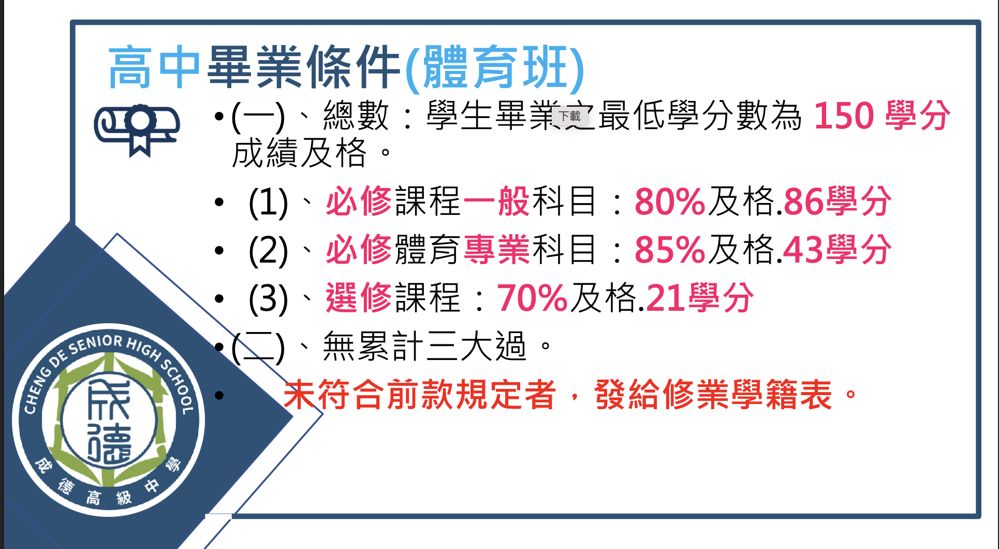 高中畢業條件(體育班)
•(一)、總數：學生畢業之最低學分數為 150 學分
成績及格。
下載
• (1)、必修課程一般科目：80%及格.86學分
• (2)、必修體育專業科目：85%及格.43學分
• (3)、選修課程：70%及格.21學分
•(二)、無累計三大過。
• 未符合前款規定者，發給修業學籍表。
CHENG DE SENIOR HIGH SCHOOL
成德
成德高級中學